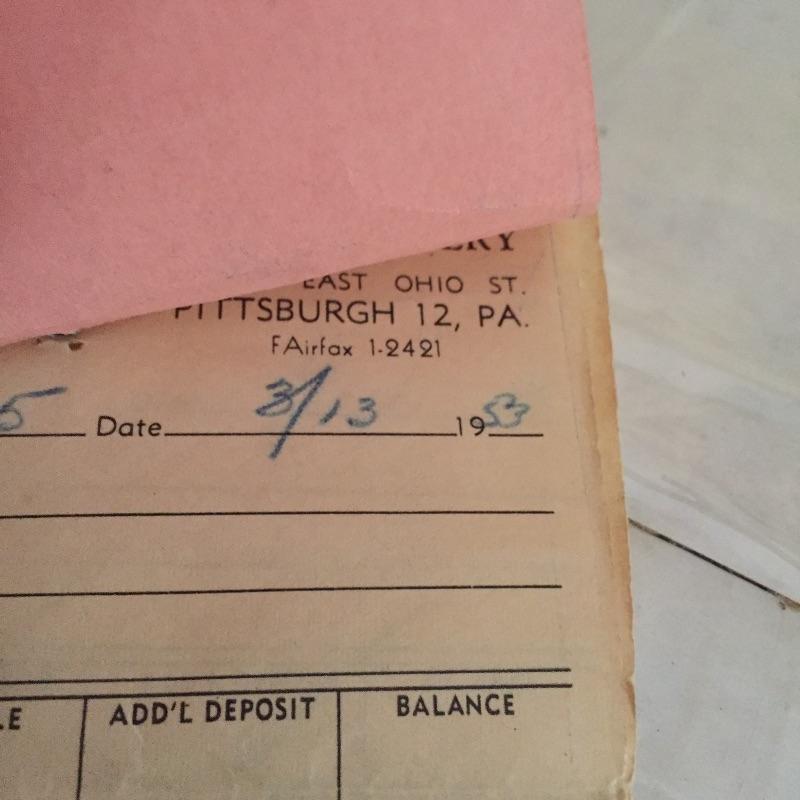 EAST OHIO ST.
PITTSBURGH 12, PA.
FAirfax 1-2421
5 Date 3/13 1953
ADD'L DEPOSIT BALANCE